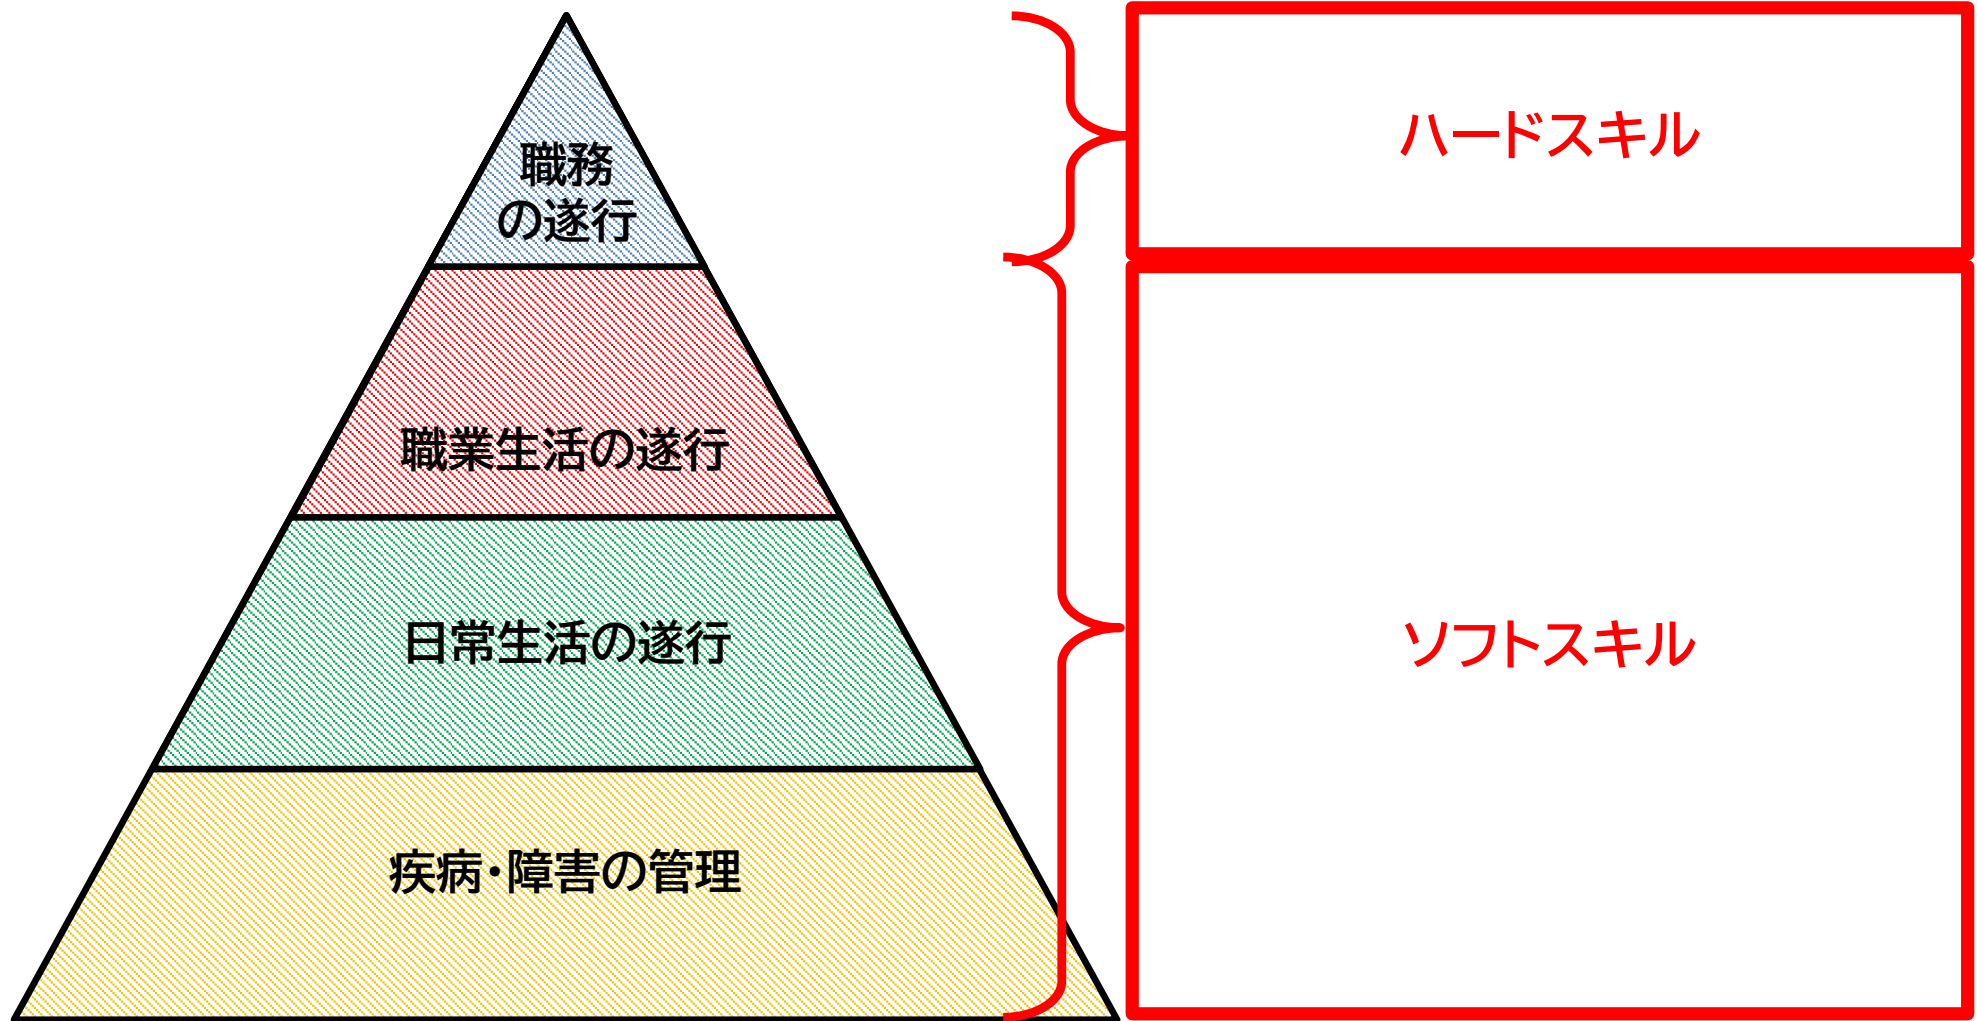 職務
の遂行
職業生活の遂行
日常生活の遂行
疾病・障害の管理
ハードスキル
ソフトスキル